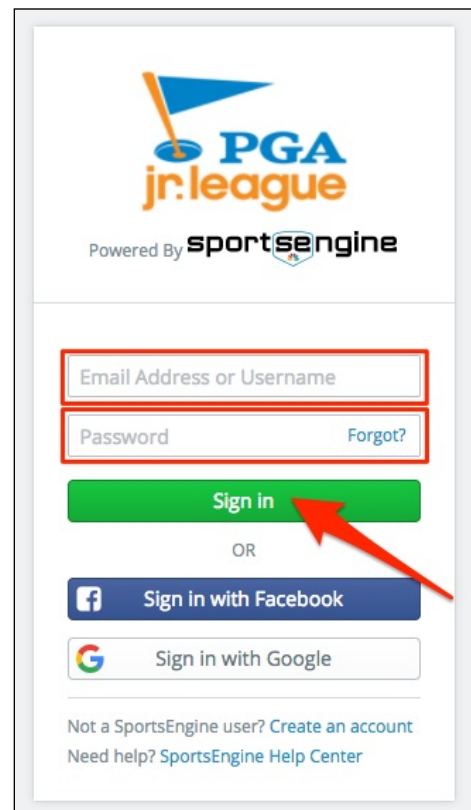 PGA
jr.league
Powered By sportsengine
Email Address or Username
Password Forgot?
Sign in
OR
Sign in with Facebook
Sign in with Google
Not a SportsEngine user? Create an account
Need help? SportsEngine Help Center